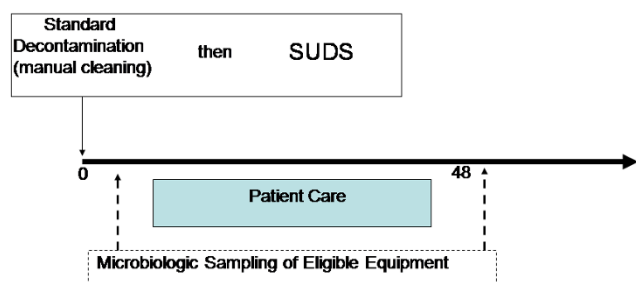 Standard
Decontamination then SUDS
(manual cleaning)
0 48
Patient Care
Microbiologic Sampling of Eligible Equipment